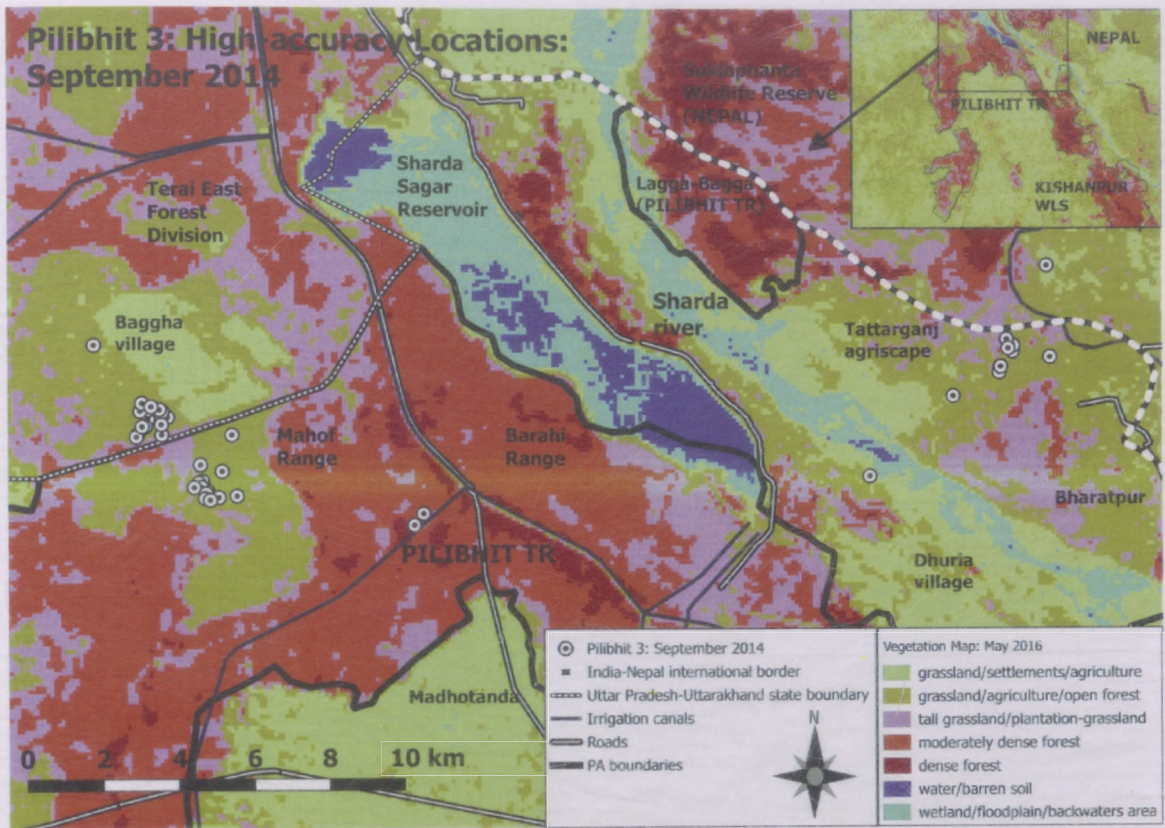 Pilibhit 3: High-accuracy Locations:
September 2014
NEPAL
PILIBHIT TR
KISHANPUR
WLS
Suklaphanta
Wildlife Reserve
(NEPAL)
Sharda
Sagar
Reservoir
Lagga-Bagga
(PILIBHIT TR)
Terai East
Forest
Division
Sharda
river
Baggha
village
Tattarganj
agriscape
Mahof
Range
Barahi
Range
Bharatpur
PILIBHIT TR
Dhuria
village
Madhotanda
0 2 4 6 8 10 km
Pilibhit 3: September 2014
India-Nepal international border
Uttar Pradesh-Uttarakhand state boundary
Irrigation canals
Roads
PA boundaries
N
Vegetation Map: May 2016
grassland/settlements/agriculture
grassland/agriculture/open forest
tall grassland/plantation-grassland
moderately dense forest
dense forest
water/barren soil
wetland/floodplain/backwaters area